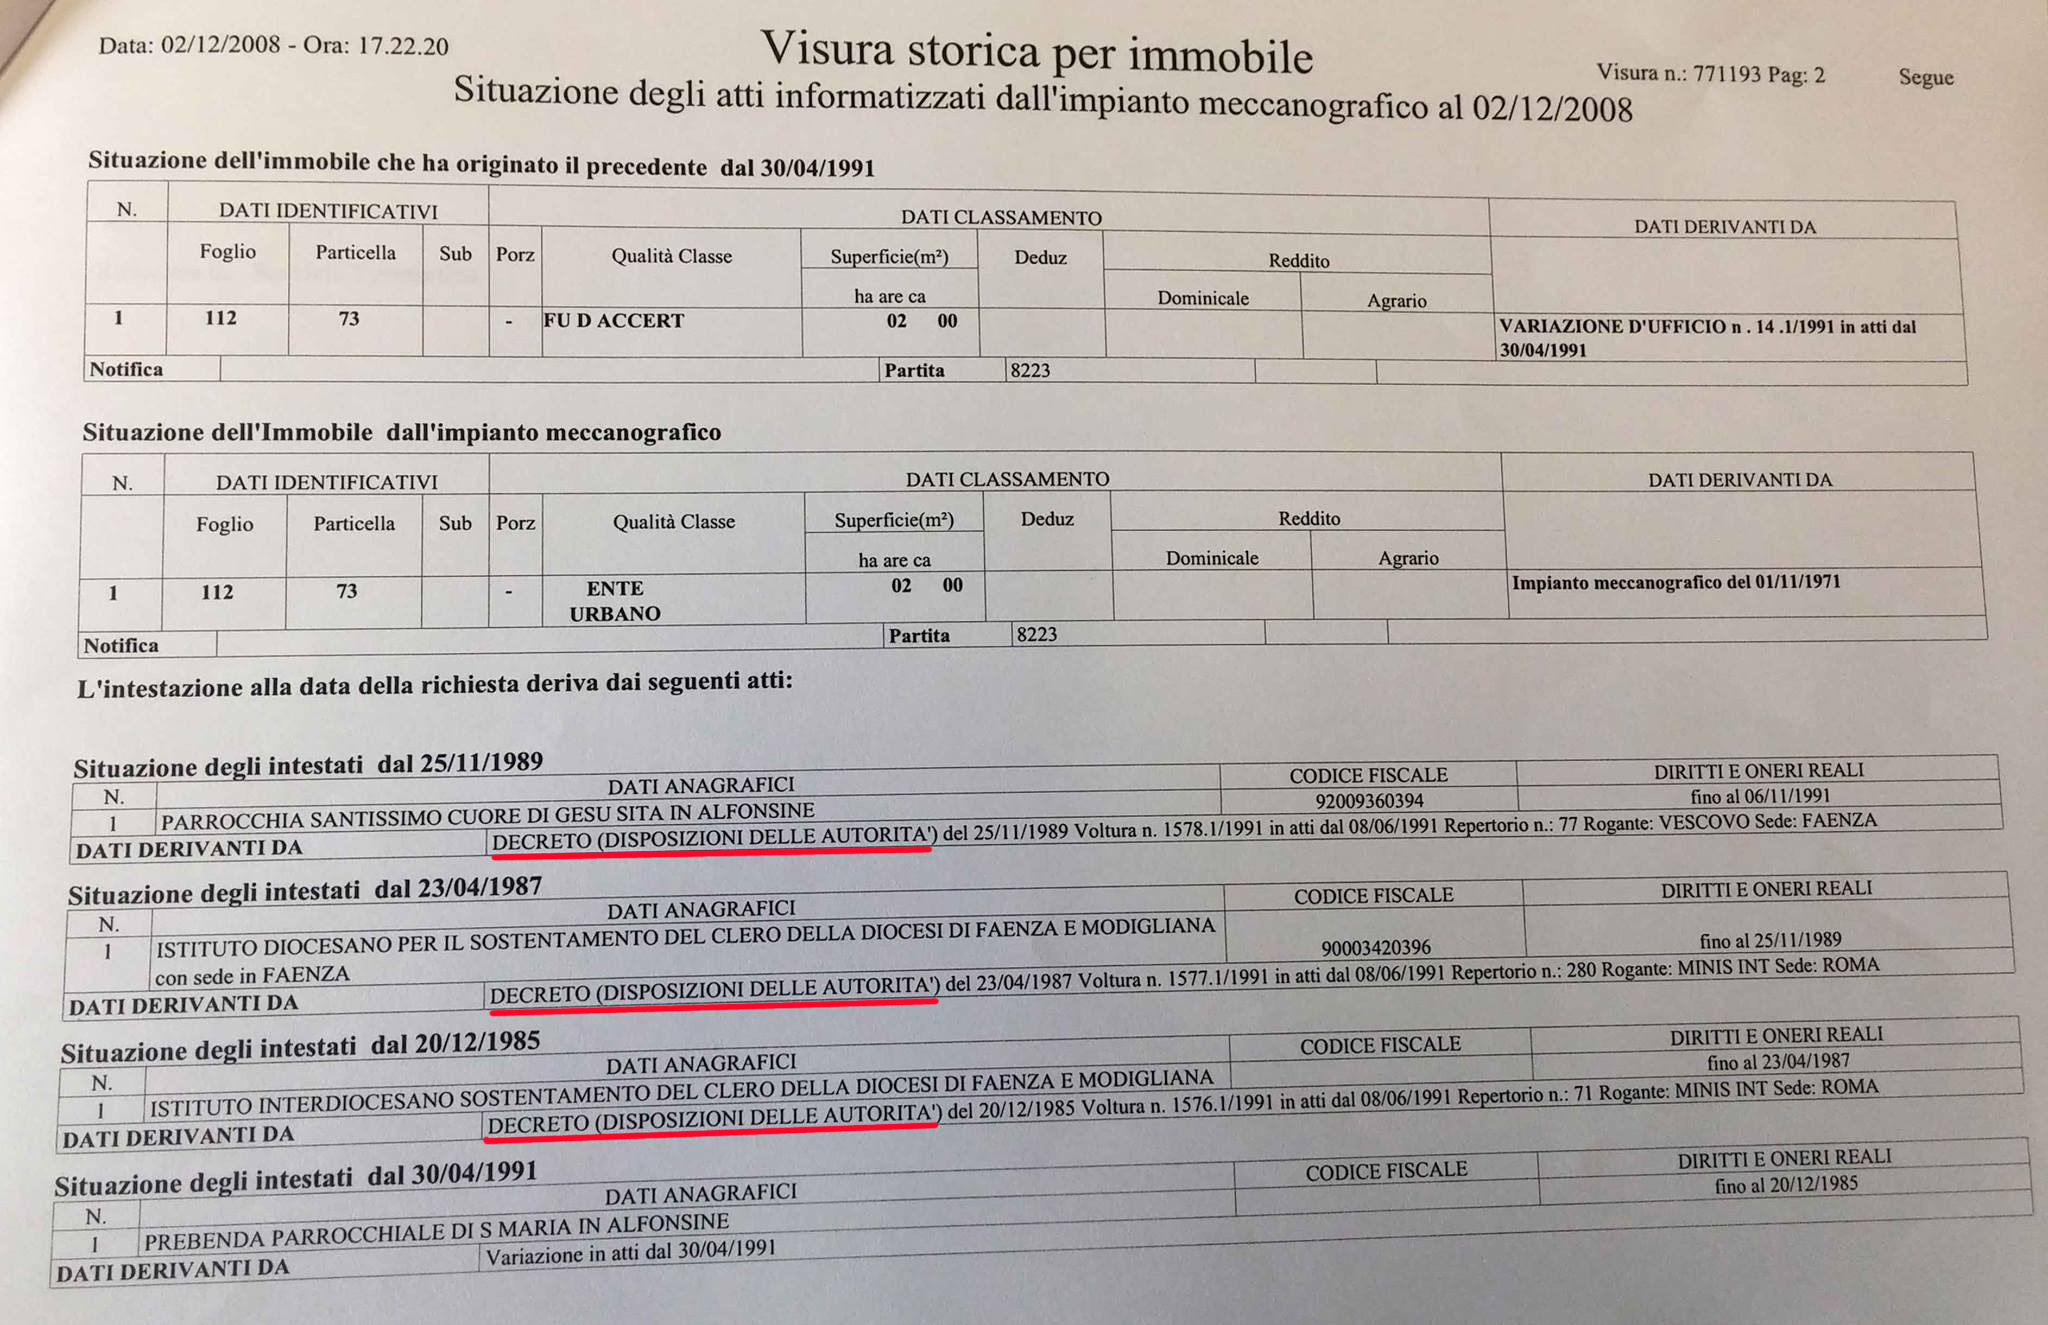 Data: 02/12/2008 - Ora: 17.22.20
Visura storica per immobile
Visura n.: 771193 Pag: 2
Segue
Situazione degli atti informatizzati dall'impianto meccanografico al 02/12/2008
Situazione dell'immobile che ha originato il precedente dal 30/04/1991
N. DATI IDENTIFICATIVI DATI CLASSAMENTO DATI DERIVANTI DA
Foglio Particella Sub Porz Qualità Classe Superficie(m²) Deduz Reddito
ha are ca Dominicale Agrario
1 112 73 - FU D ACCERT 02 00 VARIAZIONE D'UFFICIO n . 14 .1/1991 in atti dal
30/04/1991
Notifica Partita 8223
Situazione dell'Immobile dall'impianto meccanografico
N. DATI IDENTIFICATIVI DATI CLASSAMENTO DATI DERIVANTI DA
Foglio Particella Sub Porz Qualità Classe Superficie(m²) Deduz Reddito
ha are ca Dominicale Agrario
1 112 73 - ENTE 02 00 Impianto meccanografico del 01/11/1971
URBANO
Notifica Partita 8223
L'intestazione alla data della richiesta deriva dai seguenti atti:
Situazione degli intestati dal 25/11/1989
N. DATI ANAGRAFICI CODICE FISCALE DIRITTI E ONERI REALI
1 PARROCCHIA SANTISSIMO CUORE DI GESU SITA IN ALFONSINE 92009360394 fino al 06/11/1991
DATI DERIVANTI DA DECRETO (DISPOSIZIONI DELLE AUTORITA') del 25/11/1989 Voltura n. 1578.1/1991 in atti dal 08/06/1991 Repertorio n.: 77 Rogante: VESCOVO Sede: FAENZA
Situazione degli intestati dal 23/04/1987
N. DATI ANAGRAFICI CODICE FISCALE DIRITTI E ONERI REALI
1 ISTITUTO DIOCESANO PER IL SOSTENTAMENTO DEL CLERO DELLA DIOCESI DI FAENZA E MODIGLIANA 90003420396 fino al 25/11/1989
con sede in FAENZA
DATI DERIVANTI DA DECRETO (DISPOSIZIONI DELLE AUTORITA') del 23/04/1987 Voltura n. 1577.1/1991 in atti dal 08/06/1991 Repertorio n.: 280 Rogante: MINIS INT Sede: ROMA
Situazione degli intestati dal 20/12/1985
N. DATI ANAGRAFICI CODICE FISCALE DIRITTI E ONERI REALI
1 ISTITUTO INTERDIOCESANO SOSTENTAMENTO DEL CLERO DELLA DIOCESI DI FAENZA E MODIGLIANA fino al 23/04/1987
DATI DERIVANTI DA DECRETO (DISPOSIZIONI DELLE AUTORITA') del 20/12/1985 Voltura n. 1576.1/1991 in atti dal 08/06/1991 Repertorio n.: 71 Rogante: MINIS INT Sede: ROMA
Situazione degli intestati dal 30/04/1991
N. DATI ANAGRAFICI CODICE FISCALE DIRITTI E ONERI REALI
1 PREBENDA PARROCCHIALE DI S MARIA IN ALFONSINE fino al 20/12/1985
DATI DERIVANTI DA Variazione in atti dal 30/04/1991